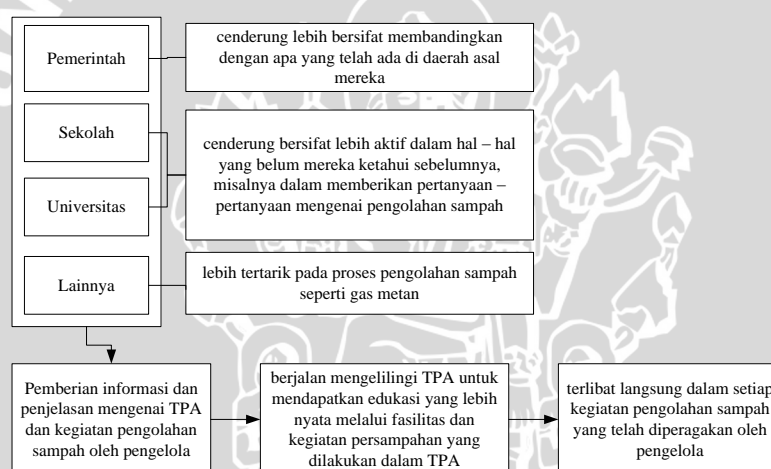 Pemerintah
cenderung lebih bersifat membandingkan
dengan apa yang telah ada di daerah asal
mereka
Sekolah
Universitas
cenderung bersifat lebih aktif dalam hal – hal
yang belum mereka ketahui sebelumnya,
misalnya dalam memberikan pertanyaan –
pertanyaan mengenai pengolahan sampah
Lainnya
lebih tertarik pada proses pengolahan sampah
seperti gas metan
Pemberian informasi dan
penjelasan mengenai TPA
dan kegiatan pengolahan
sampah oleh pengelola
berjalan mengelilingi TPA untuk
mendapatkan edukasi yang lebih
nyata melalui fasilitas dan
kegiatan persampahan yang
dilakukan dalam TPA
terlibat langsung dalam setiap
kegiatan pengolahan sampah
yang telah diperagakan oleh
pengelola